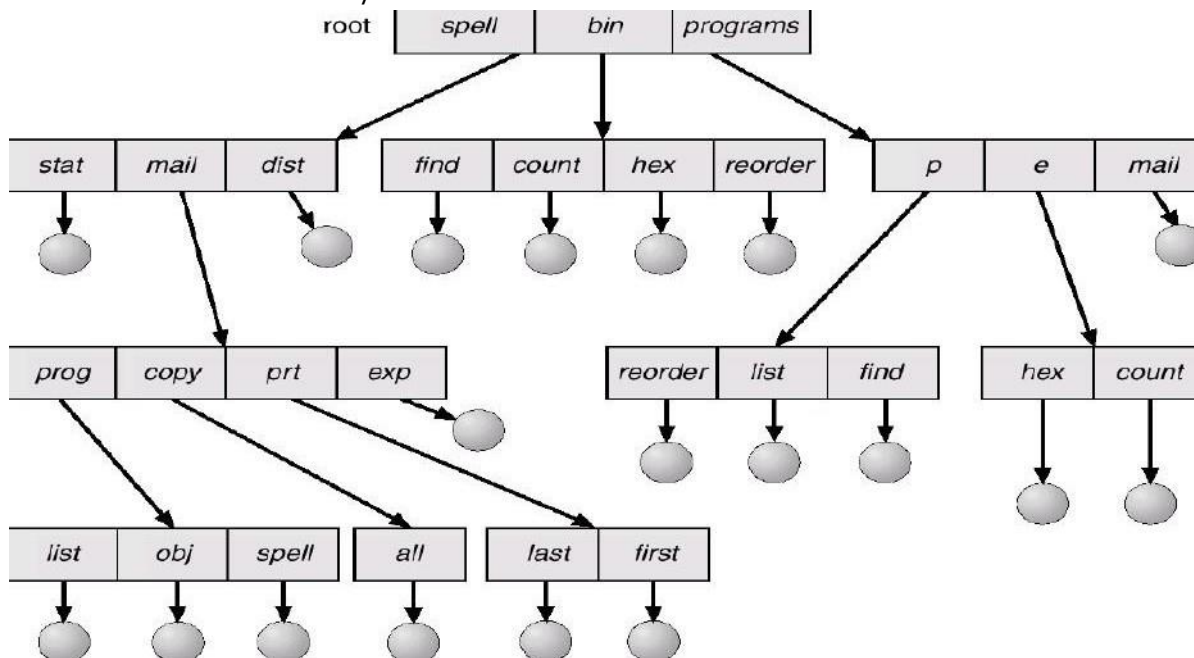 root spell bin programs
stat mail dist find count hex reorder p e mail
prog copy prt exp reorder list find hex count
list obj spell all last first